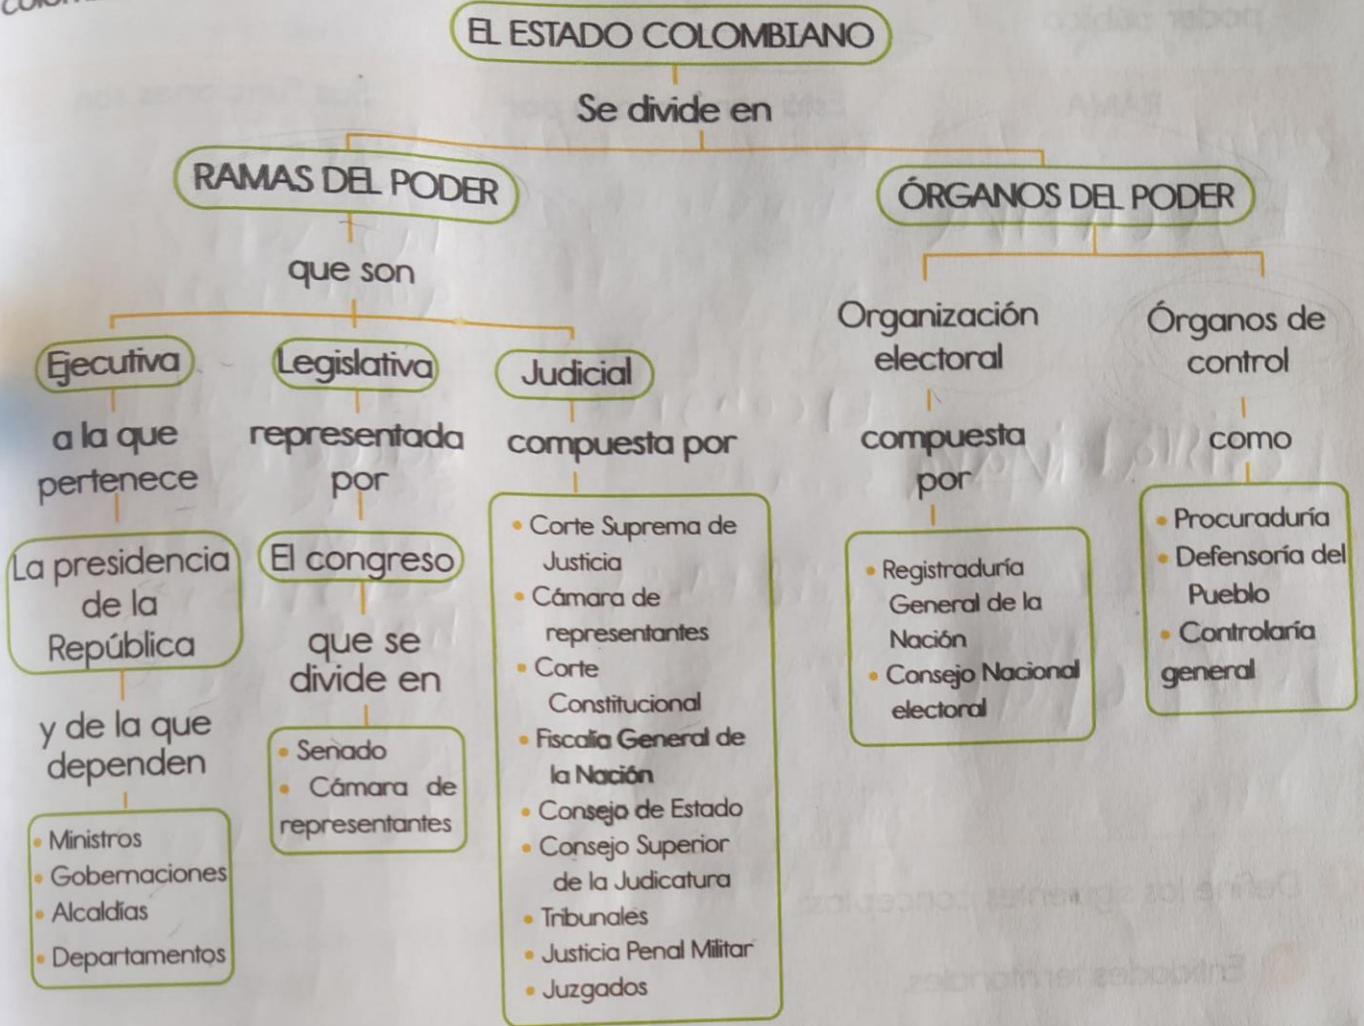 EL ESTADO COLOMBIANO
Se divide en
RAMAS DEL PODER
que son
Ejecutiva
a la que
pertenece
La presidencia
de la
República
y de la que
dependen
• Ministros
• Gobernaciones
• Alcaldías
• Departamentos
Legislativa
representada
por
El congreso
que se
divide en
• Senado
• Cámara de
representantes
Judicial
compuesta por
• Corte Suprema de
Justicia
• Cámara de
representantes
• Corte
Constitucional
• Fiscalía General de
la Nación
• Consejo de Estado
• Consejo Superior
de la Judicatura
• Tribunales
• Justicia Penal Militar
• Juzgados
ÓRGANOS DEL PODER
Organización
electoral
compuesta
por
• Registraduría
General de la
Nación
• Consejo Nacional
electoral
Órganos de
control
como
• Procuraduría
• Defensoría del
Pueblo
• Controlaría
general